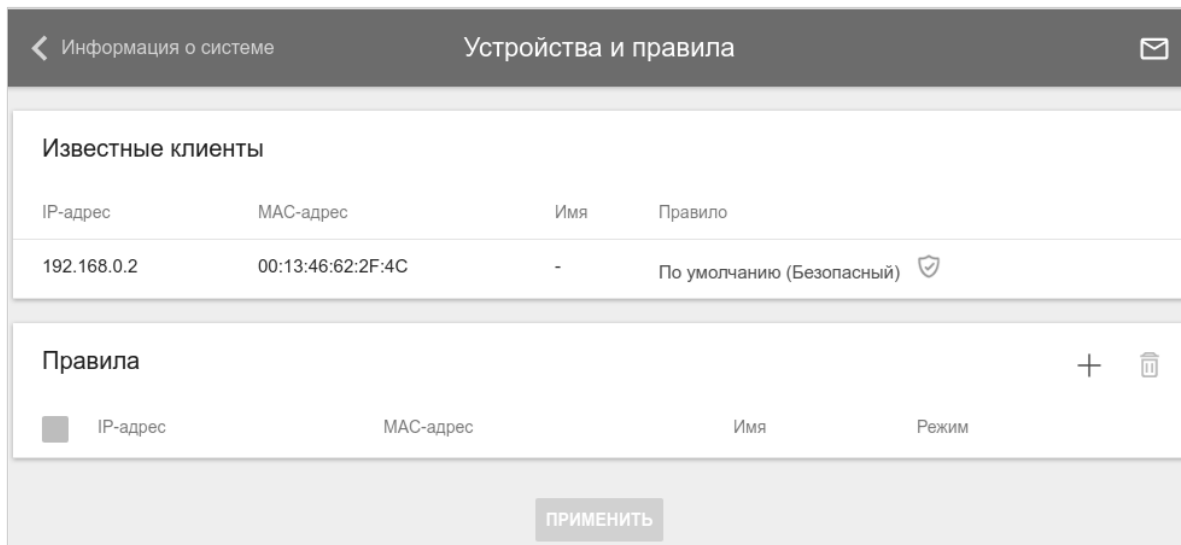 Информация о системе Устройства и правила
Известные клиенты
IP-адрес MAC-адрес Имя Правило
192.168.0.2 00:13:46:62:2F:4C - По умолчанию (Безопасный)
Правила
IP-адрес MAC-адрес Имя Режим
ПРИМЕНИТЬ